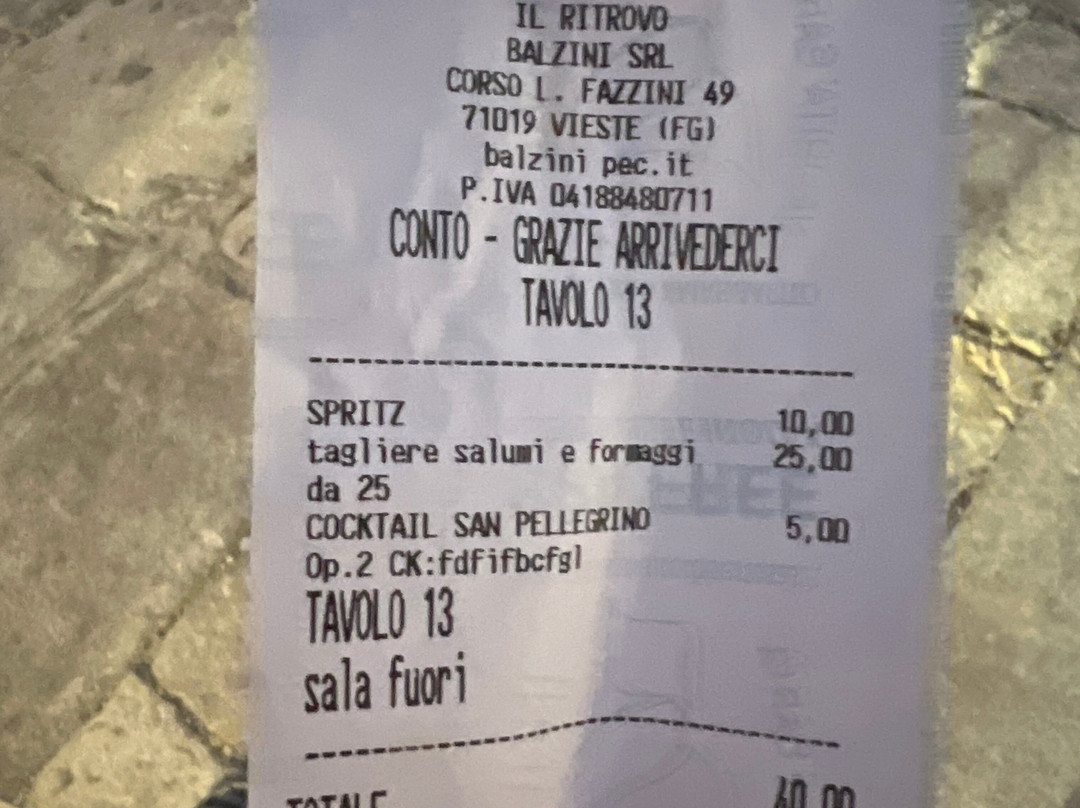 IL RITROVO
BALZINI SRL
CORSO L. FAZZINI 49
71019 VIESTE (FG)
balzini pec.it
P.IVA 04188480711
CONTO - GRAZIE ARRIVEDERCI
TAVOLO 13
SPRITZ 10,00
tagliere salumi e formaggi 25,00
da 25
COCKTAIL SAN PELLEGRINO 5,00
Op.2 CK:fdfifbcfgl
TAVOLO 13
sala fuori
TOTALE 40,00